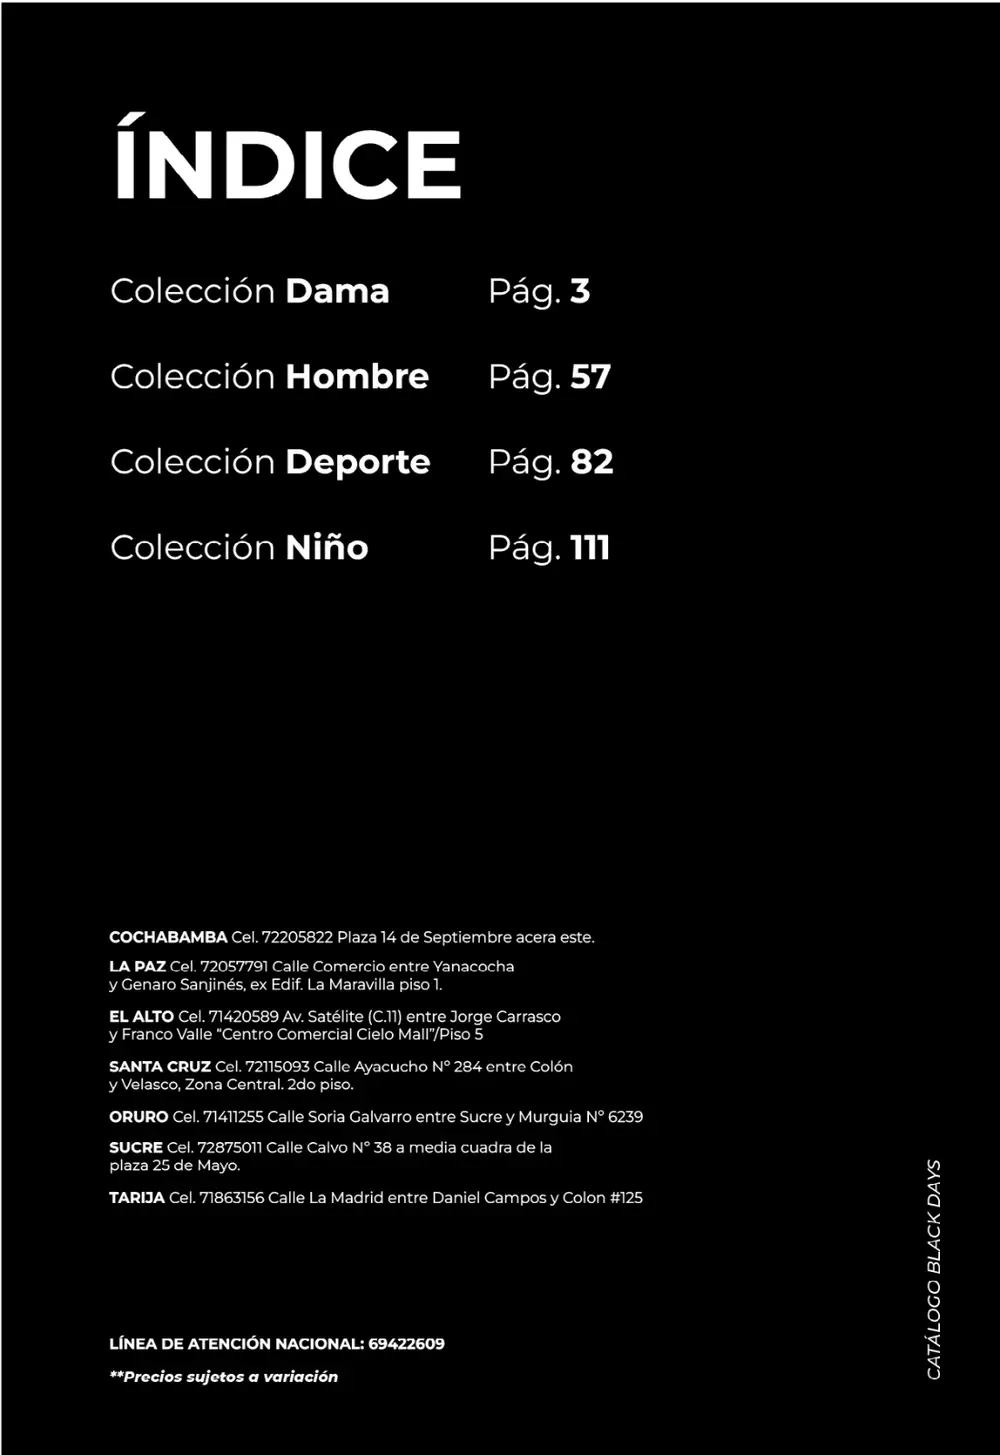 ÍNDICE
Colección Dama Pág. 3
Colección Hombre Pág. 57
Colección Deporte Pág. 82
Colección Niño Pág. 111
COCHABAMBA Cel. 72205822 Plaza 14 de Septiembre acera este.
LA PAZ Cel. 72057791 Calle Comercio entre Yanacocha
y Genaro Sanjinés, ex Edif. La Maravilla piso 1.
EL ALTO Cel. 71420589 Av. Satélite (C.11) entre Jorge Carrasco
y Franco Valle “Centro Comercial Cielo Mall”/Piso 5
SANTA CRUZ Cel. 72115093 Calle Ayacucho Nº 284 entre Colón
y Velasco, Zona Central. 2do piso.
ORURO Cel. 71411255 Calle Soria Galvarro entre Sucre y Murguia Nº 6239
SUCRE Cel. 72875011 Calle Calvo Nº 38 a media cuadra de la
plaza 25 de Mayo.
TARIJA Cel. 71863156 Calle La Madrid entre Daniel Campos y Colon #125
LÍNEA DE ATENCIÓN NACIONAL: 69422609
**Precios sujetos a variación
CATÁLOGO BLACK DAYS